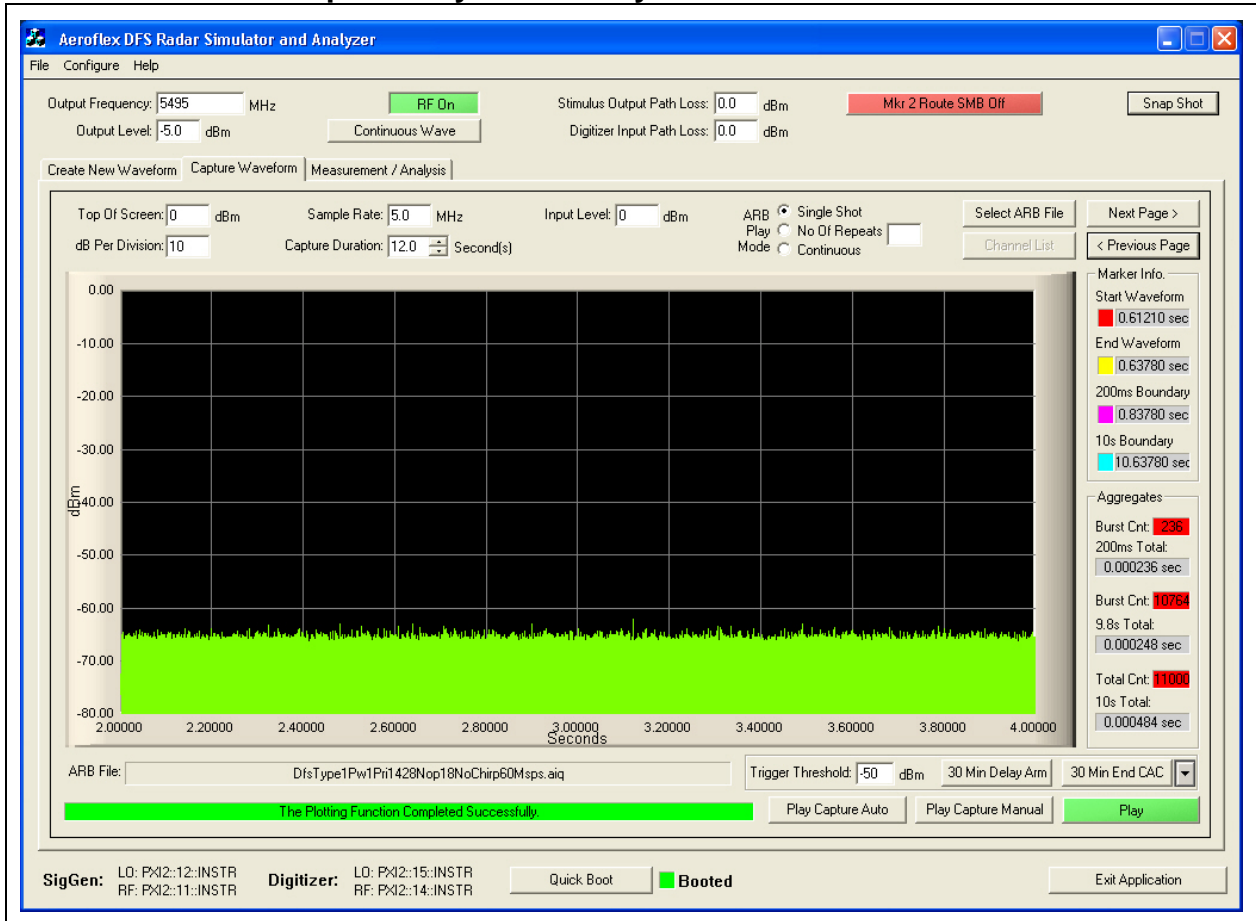 Aeroflex DFS Radar Simulator and Analyzer
File Configure Help
Output Frequency: 5495 MHz
RF On
Stimulus Output Path Loss: 0.0 dBm
Mkr 2 Route SMB Off
Snap Shot
Output Level: -5.0 dBm
Continuous Wave
Digitizer Input Path Loss: 0.0 dBm
Create New Waveform Capture Waveform Measurement / Analysis
Top Of Screen: 0 dBm
Sample Rate: 5.0 MHz
Input Level: 0 dBm
ARB Play Mode
Single Shot
No Of Repeats
Continuous
Select ARB File
Next Page >
dB Per Division: 10
Capture Duration: 12.0 Second(s)
Channel List
< Previous Page
0.00
-10.00
-20.00
-30.00
-40.00
-50.00
-60.00
-70.00
-80.00
dBm
2.00000 2.20000 2.40000 2.60000 2.80000 3.00000 3.20000 3.40000 3.60000 3.80000 4.00000
Seconds
Marker Info.
Start Waveform
0.61210 sec
End Waveform
0.63780 sec
200ms Boundary
0.83780 sec
10s Boundary
10.63780 sec
Aggregates
Burst Cnt: 236
200ms Total:
0.000236 sec
Burst Cnt: 10764
9.8s Total:
0.000248 sec
Total Cnt: 11000
10s Total:
0.000484 sec
ARB File: DfsType1Pw1Pri1428Nop18NoChirp60Msps.aiq
Trigger Threshold: -50 dBm
30 Min Delay Arm
30 Min End CAC
The Plotting Function Completed Successfully.
Play Capture Auto
Play Capture Manual
Play
SigGen: LO: PXI2::12::INSTR
RF: PXI2::11::INSTR
Digitizer: LO: PXI2::15::INSTR
RF: PXI2::14::INSTR
Quick Boot
Booted
Exit Application